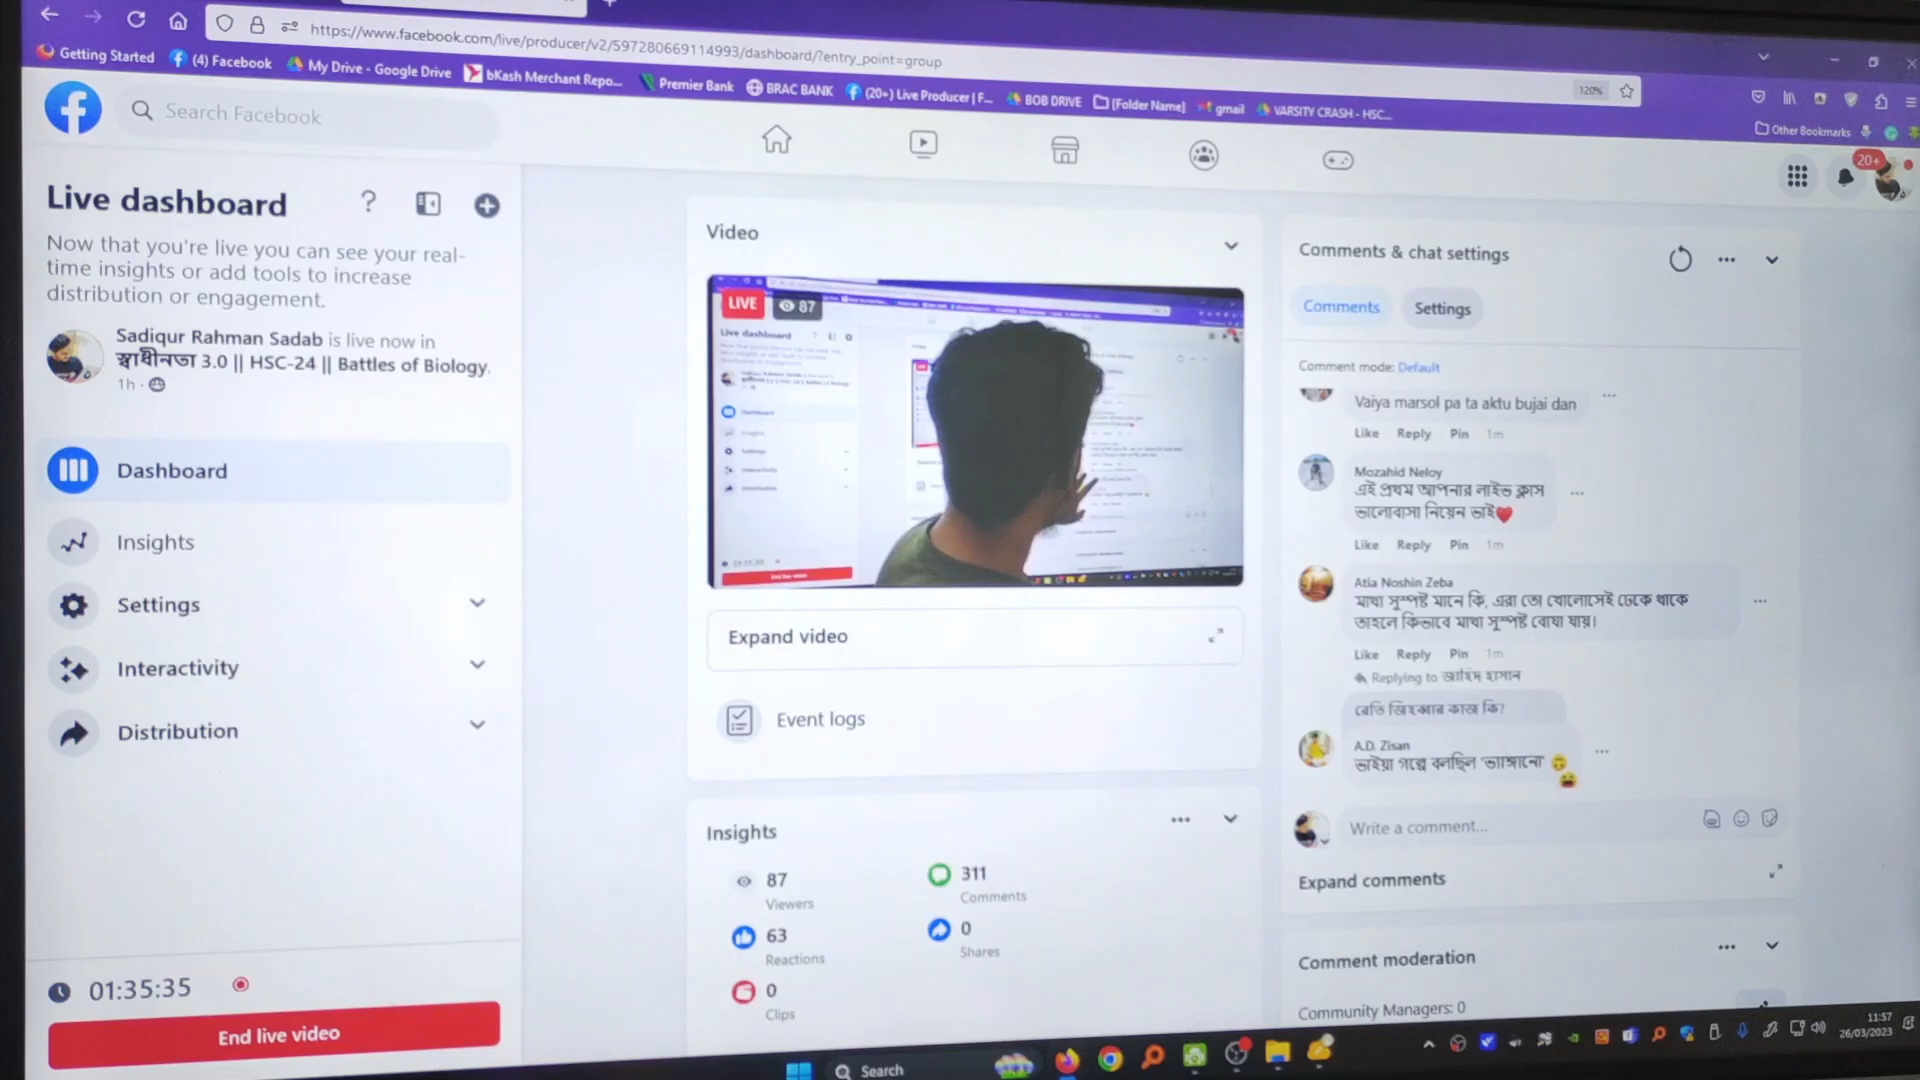 https://www.facebook.com/live/producer/v2/597280669114993/dashboard/?entry_point=group
120%
Getting Started
(4) Facebook
My Drive - Google Drive
bKash Merchant Repo...
Premier Bank
BRAC BANK
(20+) Live Producer | F...
BOB DRIVE
[Folder Name]
gmail
VARSITY CRASH - HSC...
Other Bookmarks
Search Facebook
20+
Live dashboard
Now that you're live you can see your real-
time insights or add tools to increase
distribution or engagement.
Sadiqur Rahman Sadab is live now in
স্বাধীনতা 3.0 || HSC-24 || Battles of Biology.
1h
Dashboard
Insights
Settings
Interactivity
Distribution
01:35:35
End live video
Video
LIVE
87
Live dashboard
Expand video
Event logs
Insights
87
Viewers
311
Comments
63
Reactions
0
Shares
0
Clips
Comments & chat settings
Comments
Settings
Comment mode: Default
Vaiya marsol pa ta aktu bujai dan
Like Reply Pin 1m
Mozahid Neloy
এই প্রথম আপনার লাইভ ক্লাস
ভালোবাসা নিয়েন ভাই❤️
Like Reply Pin 1m
Atia Noshin Zeba
মাথা সুস্পষ্ট মানে কি, এরা তো খোলোসেই ঢেকে থাকে
তাহলে কিভাবে মাথা সুস্পষ্ট বোঝা যায়।
Like Reply Pin 1m
Replying to জাহিদ হাসান
রেতি জিহব্বার কাজ কি?
A.D. Zisan
ভাইয়া গল্পে বলছিল
Write a comment...
Expand comments
Comment moderation
Community Managers: 0
Search
11:57
26/03/2023